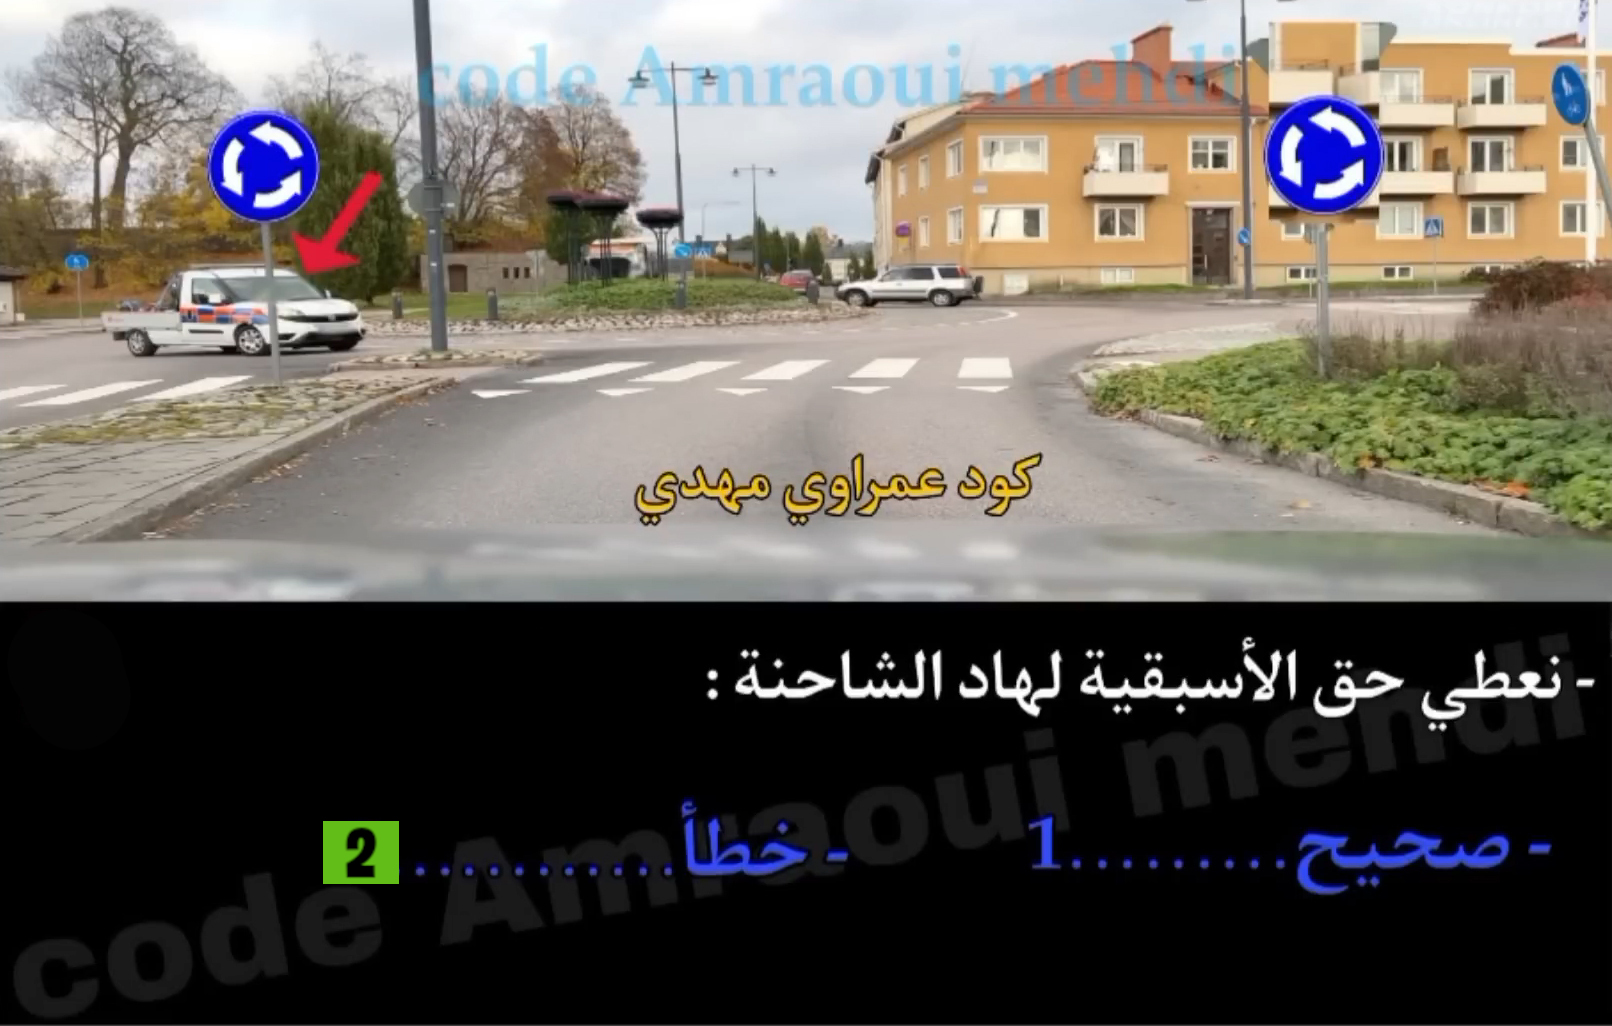 code Amraoui mehdi
كود عمراوي مهدي
- نعطي حق الأسبقية لهاد الشاحنة :
- صحيح.........1 - خطأ...........2
code Amraoui mehdi